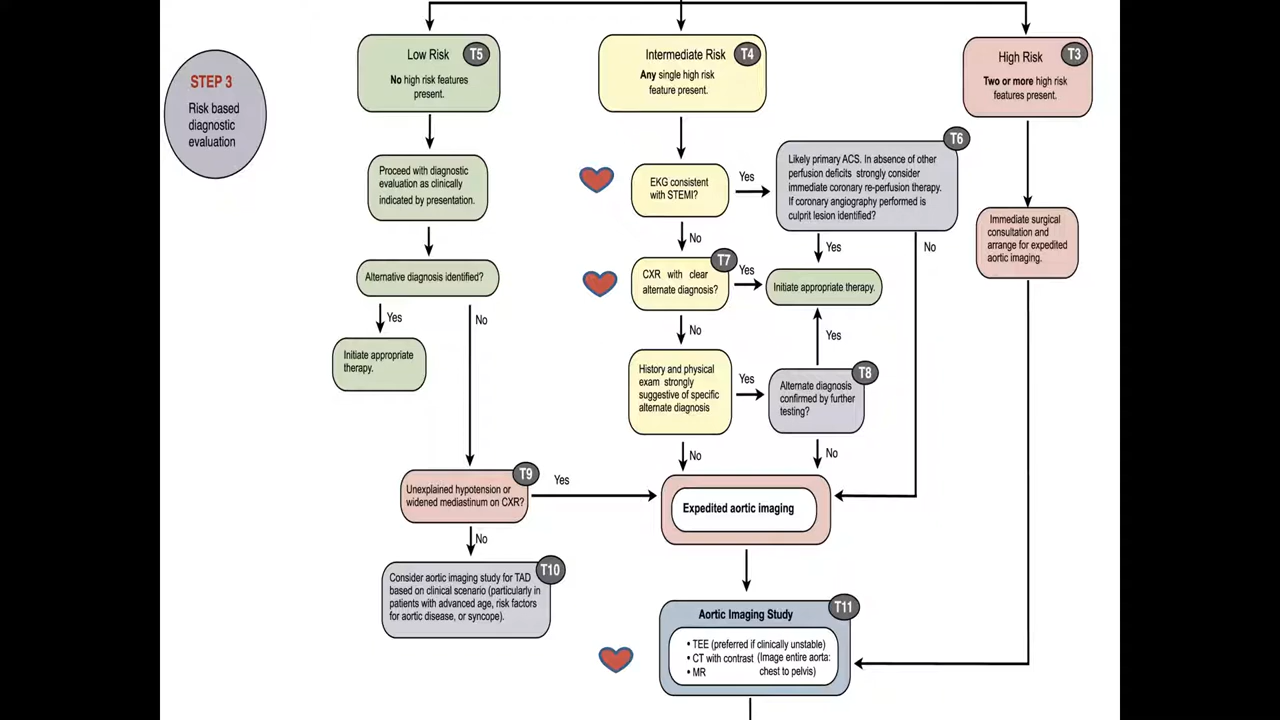 STEP 3
Risk based
diagnostic
evaluation
Low Risk
T5
No high risk features
present.
Intermediate Risk
T4
Any single high risk
feature present.
High Risk
T3
Two or more high risk
features present.
Proceed with diagnostic
evaluation as clinically
indicated by presentation.
EKG consistent
with STEMI?
Yes
T6
Likely primary ACS. In absence of other
perfusion deficits strongly consider
immediate coronary re-perfusion therapy.
If coronary angiography performed is
culprit lesion identified?
Immediate surgical
consultation and
arrange for expedited
aortic imaging.
No
Yes
No
Alternative diagnosis identified?
T7
CXR with clear
alternate diagnosis?
Yes
Initiate appropriate therapy.
Yes
No
No
Yes
Initiate appropriate
therapy.
History and physical
exam strongly
suggestive of specific
alternate diagnosis
Yes
T8
Alternate diagnosis
confirmed by further
testing?
No
No
T9
Unexplained hypotension or
widened mediastinum on CXR?
Yes
Expedited aortic imaging
No
T10
Consider aortic imaging study for TAD
based on clinical scenario (particularly in
patients with advanced age, risk factors
for aortic disease, or syncope).
T11
Aortic Imaging Study
• TEE (preferred if clinically unstable)
• CT with contrast (Image entire aorta:
• MR chest to pelvis)